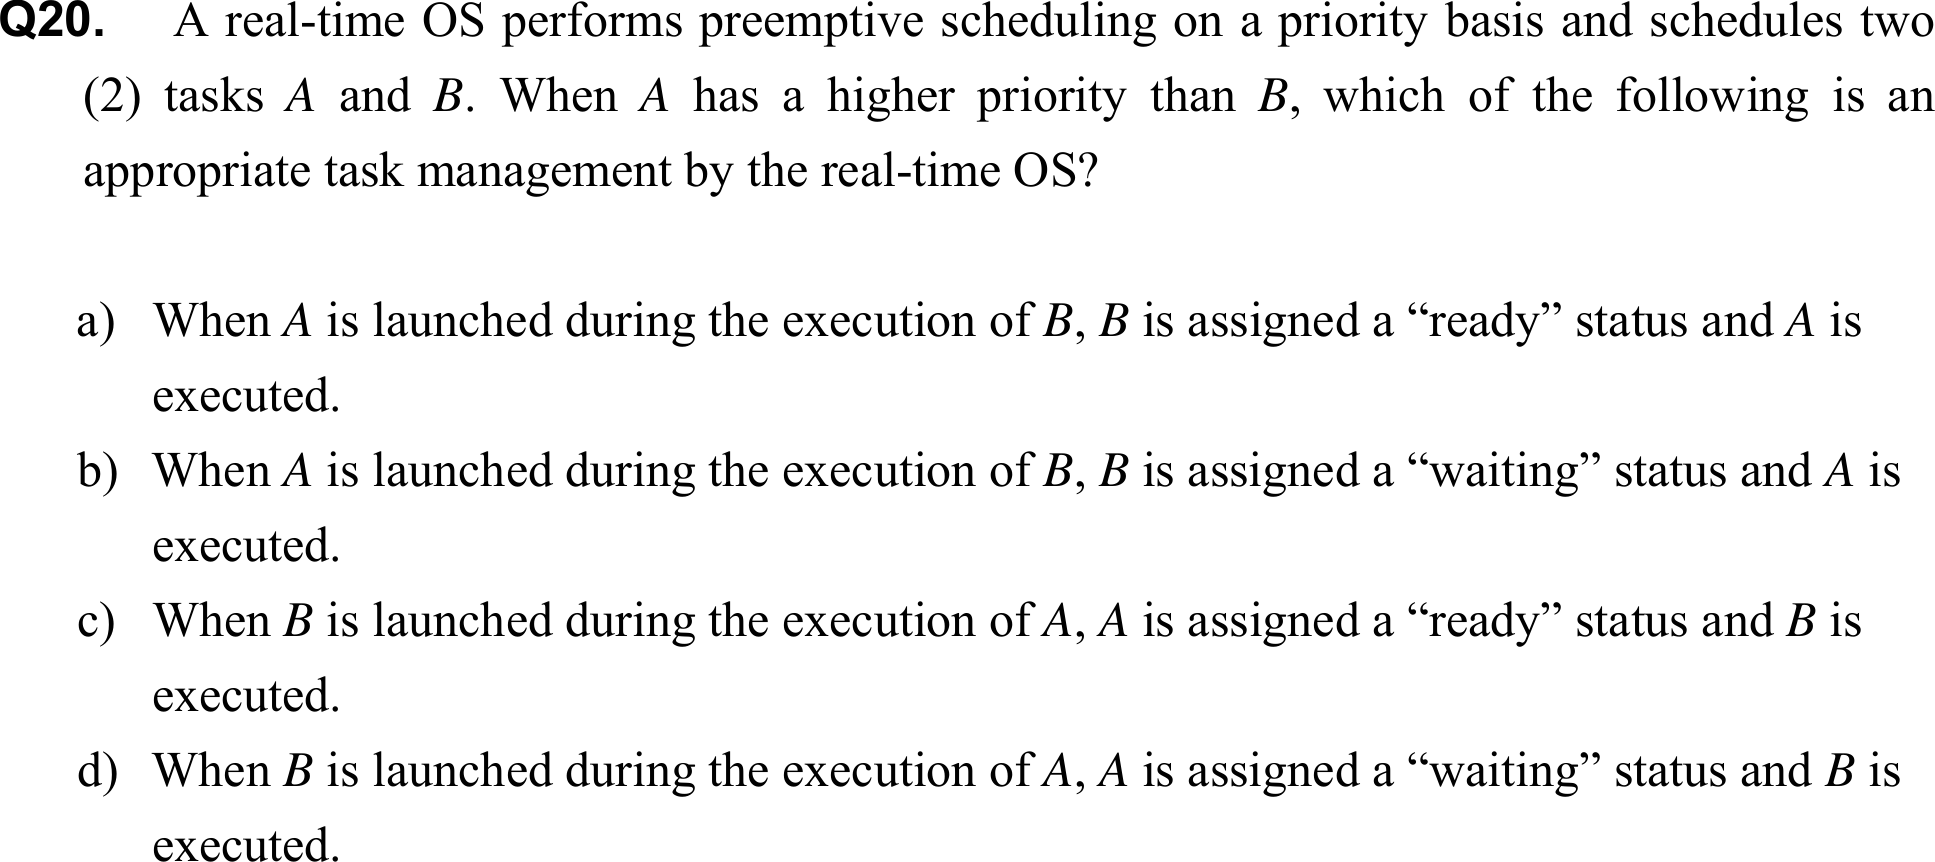 Q20. A real-time OS performs preemptive scheduling on a priority basis and schedules two
(2) tasks A and B. When A has a higher priority than B, which of the following is an
appropriate task management by the real-time OS?
a) When A is launched during the execution of B, B is assigned a “ready” status and A is
executed.
b) When A is launched during the execution of B, B is assigned a “waiting” status and A is
executed.
c) When B is launched during the execution of A, A is assigned a “ready” status and B is
executed.
d) When B is launched during the execution of A, A is assigned a “waiting” status and B is
executed.